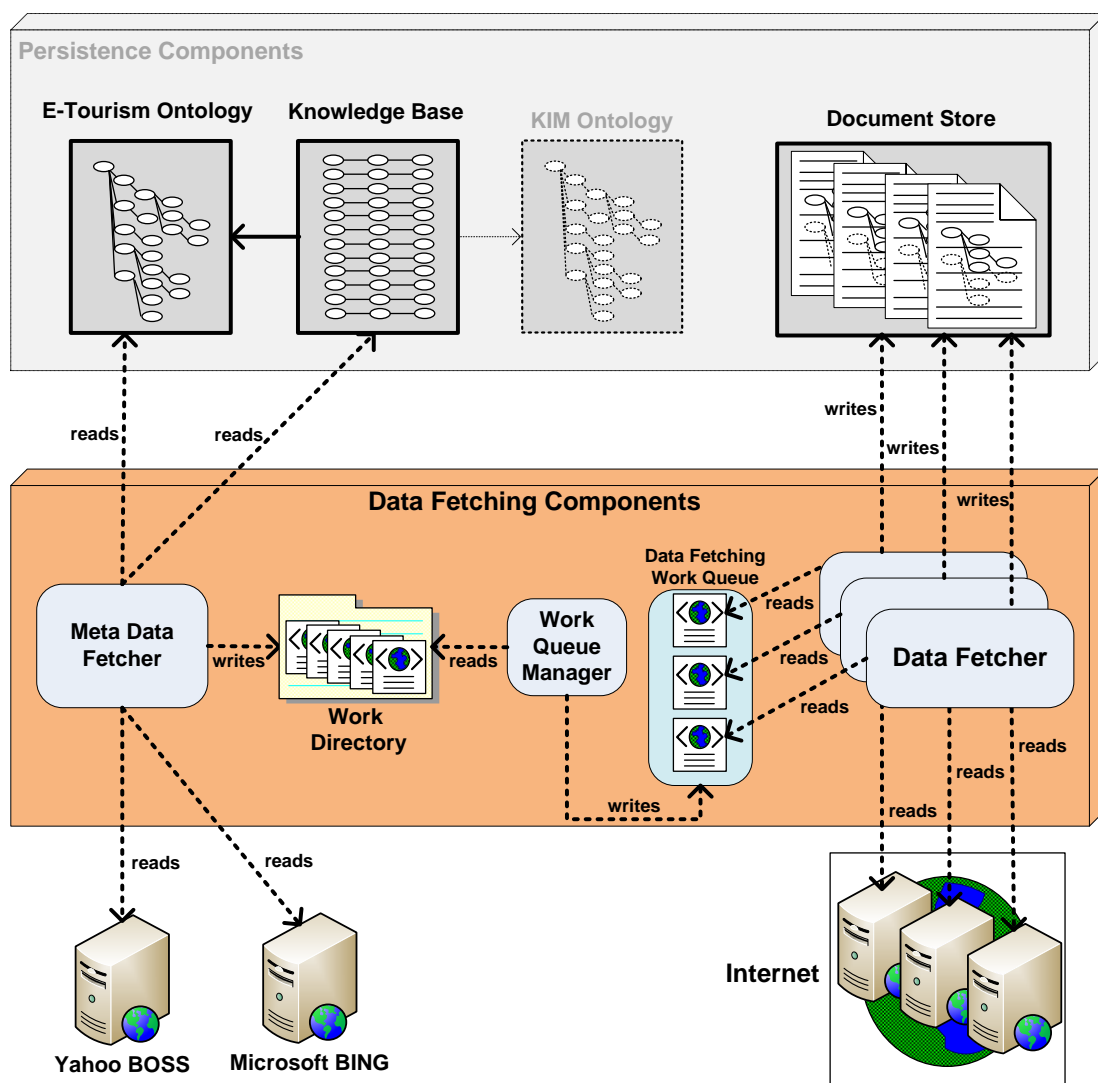 Persistence Components
E-Tourism Ontology
Knowledge Base
KIM Ontology
Document Store
reads
reads
writes
writes
writes
Data Fetching Components
Meta Data
Fetcher
writes
Work
Directory
reads
Work
Queue
Manager
writes
Data Fetching
Work Queue
reads
reads
reads
Data Fetcher
reads
reads
reads
reads
reads
Yahoo BOSS
Microsoft BING
Internet